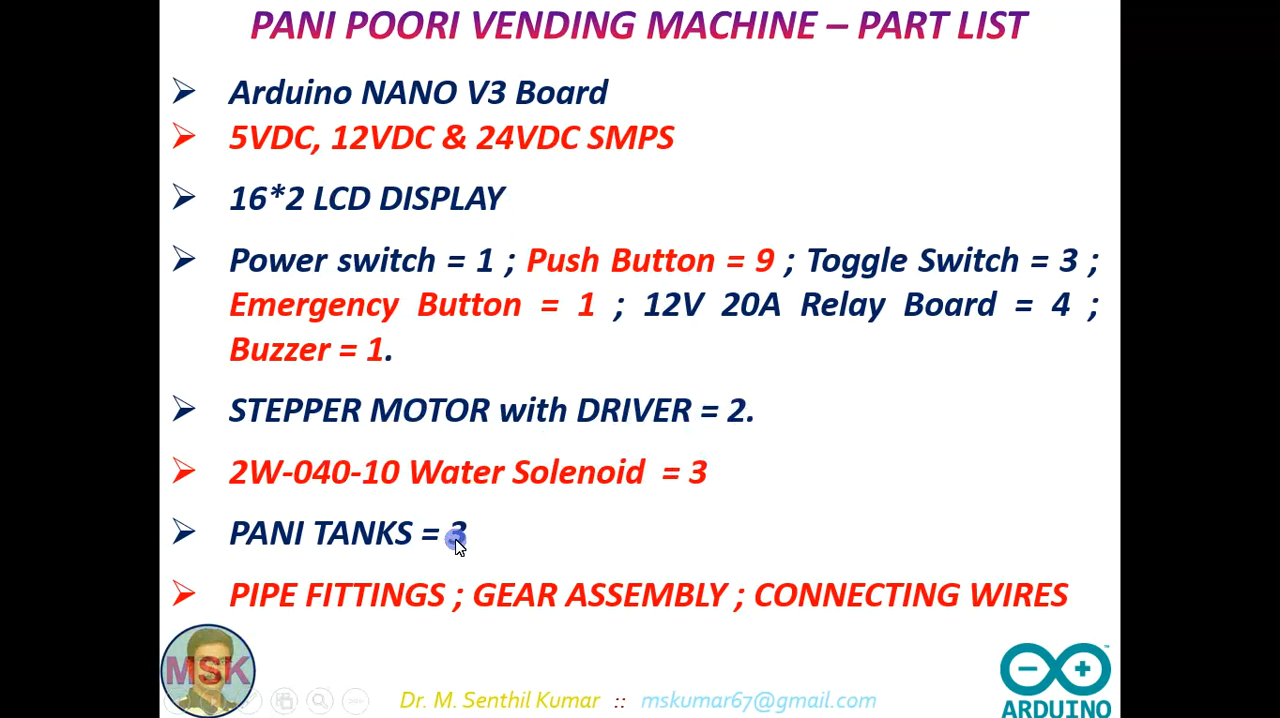 PANI POORI VENDING MACHINE – PART LIST
Arduino NANO V3 Board
5VDC, 12VDC & 24VDC SMPS
16*2 LCD DISPLAY
Power switch = 1 ; Push Button = 9 ; Toggle Switch = 3 ;
Emergency Button = 1 ; 12V 20A Relay Board = 4 ;
Buzzer = 1.
STEPPER MOTOR with DRIVER = 2.
2W-040-10 Water Solenoid = 3
PANI TANKS = 3
PIPE FITTINGS ; GEAR ASSEMBLY ; CONNECTING WIRES
MSK
Dr. M. Senthil Kumar :: mskumar67@gmail.com
ARDUINO